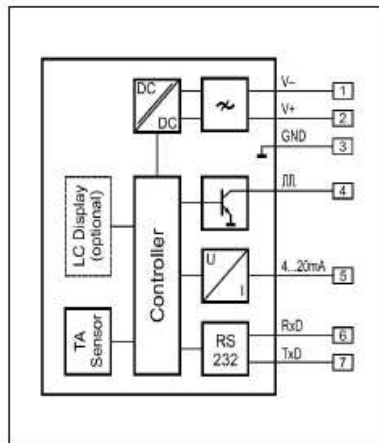 DC
DC
V–
1
V+
2
GND
3
4
LC Display
(optional)
Controller
U
I
4...20mA
5
TA
Sensor
RS
232
RxD
6
TxD
7